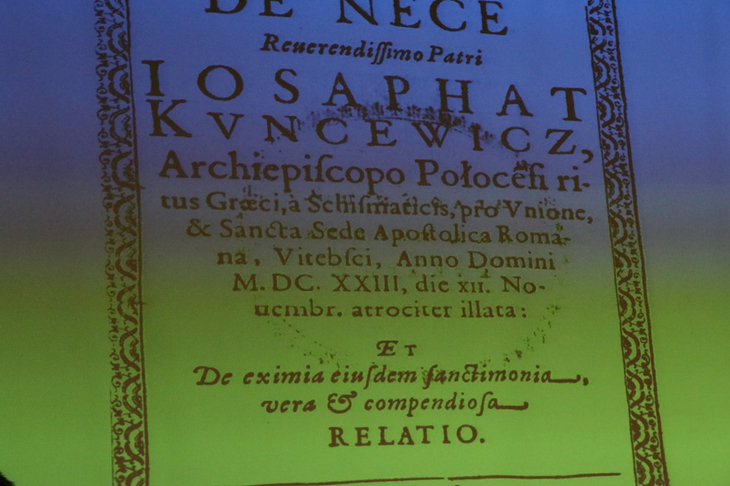 DE NECE
Reuerendiſſimo Patri
IOSAPHAT
KVNCEWICZ,
Archiepiſcopo Połoceſi ri-
tus Græci, à Schiſmaticis, pro Vnione,
& Sancta Sede Apoſtolica Roma-
na, Vitebſci, Anno Domini
M. DC. XXIII, die XII. No-
uembr. atrociter illata:
ET
De eximia eiuſdem ſanctimonia,
vera & compendioſa
RELATIO.